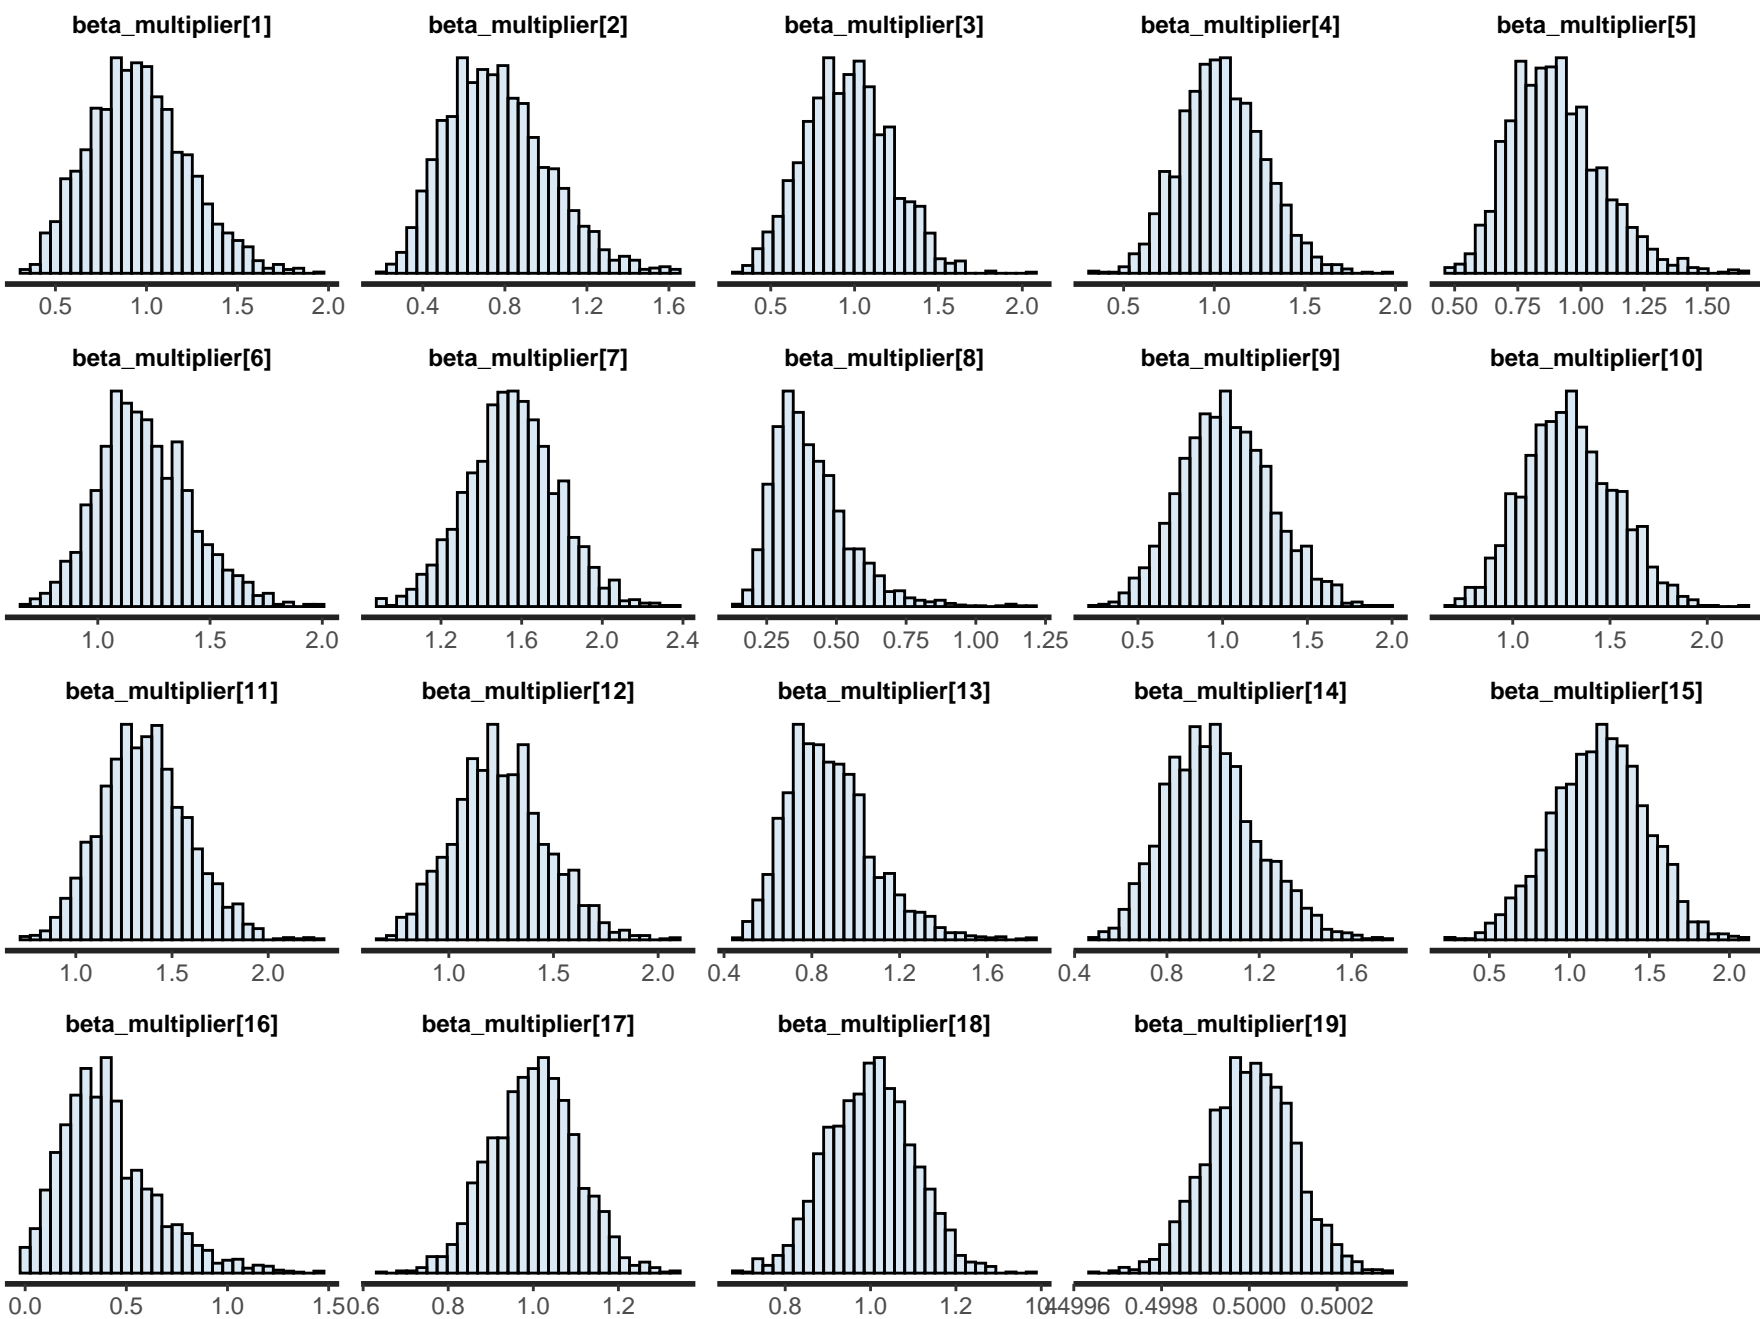 beta_multiplier[1] beta_multiplier[2] beta_multiplier[3] beta_multiplier[4] beta_multiplier[5]
0.5 1.0 1.5 2.0 0.4 0.8 1.2 1.6 0.5 1.0 1.5 2.0 0.5 1.0 1.5 2.0 0.50 0.75 1.00 1.25 1.50
beta_multiplier[6] beta_multiplier[7] beta_multiplier[8] beta_multiplier[9] beta_multiplier[10]
1.0 1.5 2.0 1.2 1.6 2.0 2.4 0.25 0.50 0.75 1.00 1.25 0.5 1.0 1.5 2.0 1.0 1.5 2.0
beta_multiplier[11] beta_multiplier[12] beta_multiplier[13] beta_multiplier[14] beta_multiplier[15]
1.0 1.5 2.0 1.0 1.5 2.0 0.4 0.8 1.2 1.6 0.4 0.8 1.2 1.6 0.5 1.0 1.5 2.0
beta_multiplier[16] beta_multiplier[17] beta_multiplier[18] beta_multiplier[19]
0.0 0.5 1.0 1.5 0.6 0.8 1.0 1.2 0.8 1.0 1.2 1.4 0.4996 0.4998 0.5000 0.5002